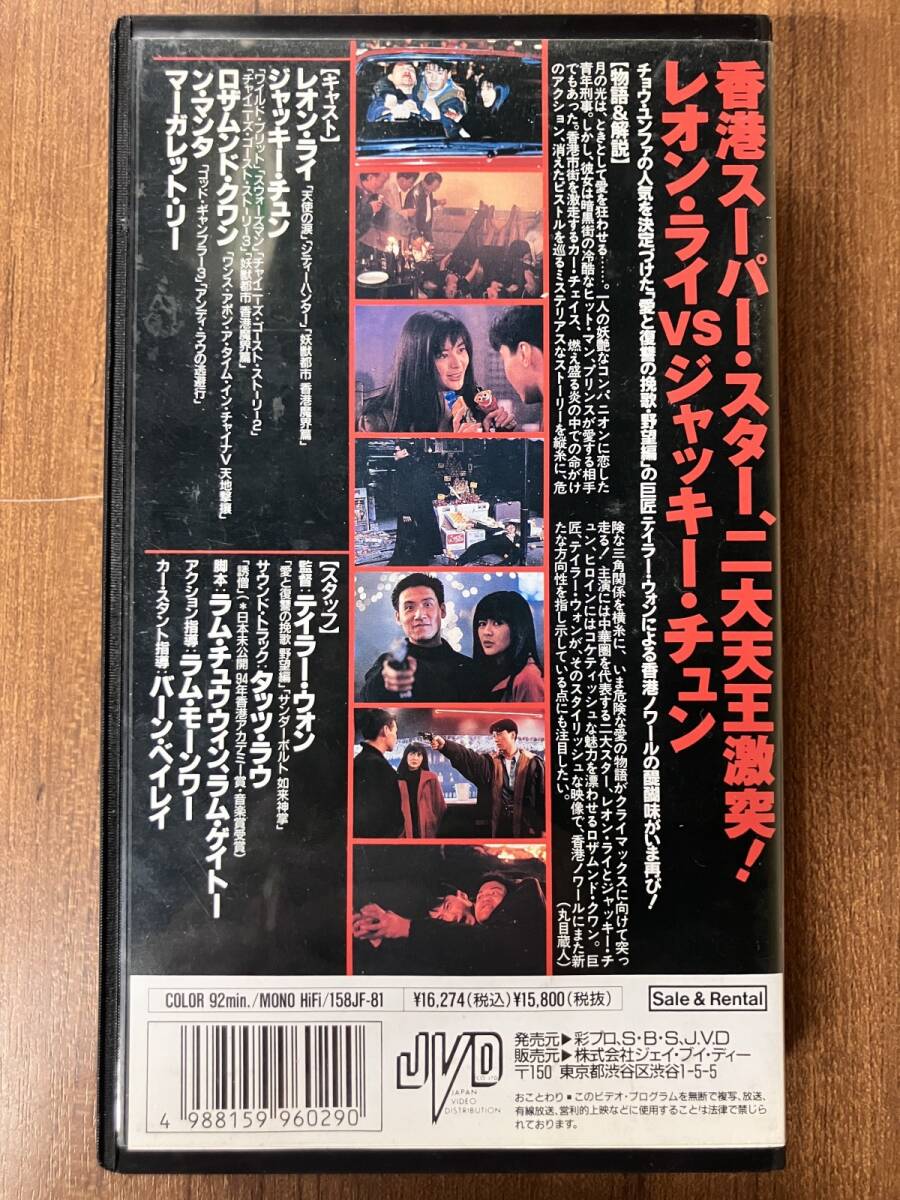 香港スーパー・スター、二大天王激突!
レオン・ライVSジャッキー・チュン
チョウ・ユンファの人気を決定づけた「愛と復讐の挽歌・野望編」の巨匠テイラー・ウォンによる香港ノワールの醍醐味がいま再び!
【物語&解説】
月の光は、ときとして愛を狂わせる……。一人の妖艶なコンパニオンに恋した
青年刑事。しかし、彼女は暗黒街の冷酷なヒット・マン、プリンスが愛する相手
でもあった。香港市街を激走するカー・チェイス、燃え盛る炎の中での命がけ
のアクション、消えたピストルを巡るミステリアスなストーリーを縦糸に、危
険な三角関係を横糸に、いま危険な愛の物語がクライマックスに向けて突っ
走る! 主演には中華圏を代表する二大スター、レオン・ライとジャッキー・チ
ュン、ヒロインにはコケティッシュな魅力を漂わせるロザムンド・クワン。巨
匠、テイラー・ウォンが、そのスタイリッシュな映像で、香港ノワールにまた新
たな方向性を指し示している点にも注目したい。
(丸目蔵人)
【キャスト】
レオン・ライ 「天使の涙」「シティーハンター」「妖獣都市 香港魔界篇」
ジャッキー・チュン
「ワイルド・ブリット」「スウォーズマン」「チャイニーズ・ゴースト・ストーリー2」
「チャイニーズ・ゴースト・ストーリー3」「妖獣都市 香港魔界篇」
ロザムンド・クワン 「ワンス・アポン・ア・タイム・イン・チャイナV 天地撃攘」
ン・マンタ 「ゴッド・ギャンブラー3」「アンディ・ラウの逃避行」
マーガレット・リー
【スタッフ】
監督:テイラー・ウォン
「愛と復讐の挽歌 野望編」「サンダーボルト 如来神掌」
サウンド・トラック:タッツ・ラウ
「誘僧」(*日本未公開 94年香港アカデミー賞・音楽賞受賞)
脚本:ラム・チュウウィン、ラム・ゲイトー
アクション指導:ラム・モーンワー
カー・スタント指導:バーン・ベイレイ
COLOR 92min./MONO HiFi/158JF-81
¥16,274(税込)¥15,800(税抜)
Sale & Rental
4 988159 960290
JVD
CO.,LTD.
JAPAN
VIDEO
DISTRIBUTION
発売元▶彩プロ、S・B・S、J.V.D
販売元▶株式会社ジェイ・ブイ・ディー
〒150 東京都渋谷区渋谷1-5-5
おことわり■このビデオ・プログラムを無断で複写、放送、
有線放送、営利的上映などに使用することは法律で禁じら
れております。